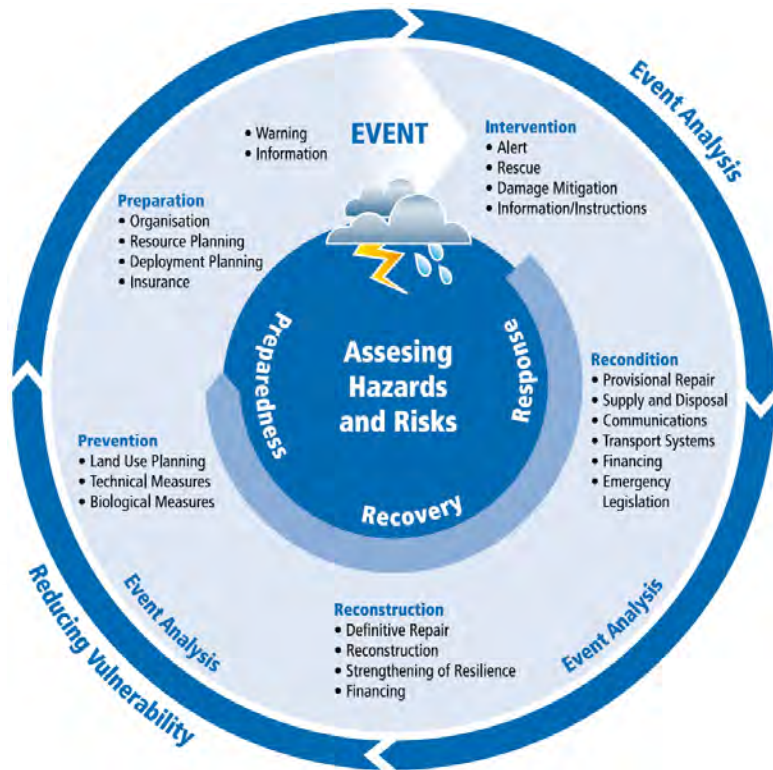 Event Analysis
EVENT
• Warning
• Information
Intervention
• Alert
• Rescue
• Damage Mitigation
• Information/Instructions
Preparation
• Organisation
• Resource Planning
• Deployment Planning
• Insurance
Assesing
Hazards
and Risks
Preparedness
Response
Recovery
Recondition
• Provisional Repair
• Supply and Disposal
• Communications
• Transport Systems
• Financing
• Emergency
Legislation
Prevention
• Land Use Planning
• Technical Measures
• Biological Measures
Reconstruction
• Definitive Repair
• Reconstruction
• Strengthening of Resilience
• Financing
Event Analysis
Event Analysis
Reducing Vulnerability